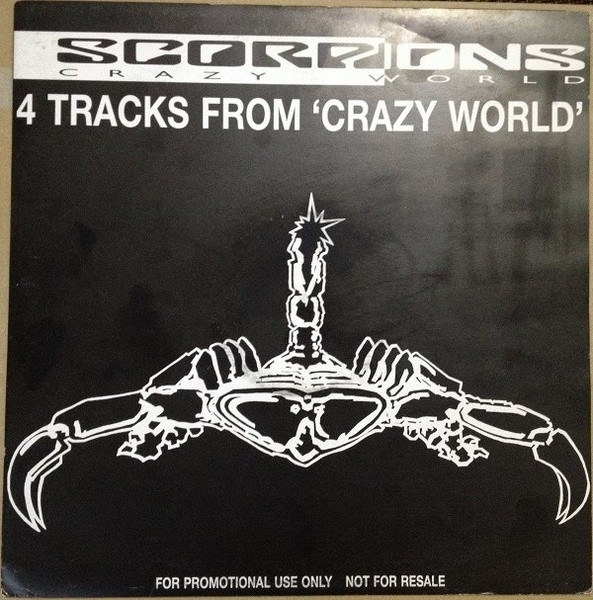 SCORPIONS
CRAZY WORLD
4 TRACKS FROM ‘CRAZY WORLD’
FOR PROMOTIONAL USE ONLY NOT FOR RESALE